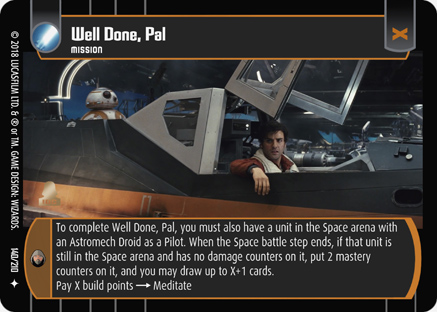 Well Done, Pal
MISSION
X
© 2018 LUCASFILM LTD. & ® or TM. GAME DESIGN: WIZARDS.
140/210
To complete Well Done, Pal, you must also have a unit in the Space arena with
an Astromech Droid as a Pilot. When the Space battle step ends, if that unit is
still in the Space arena and has no damage counters on it, put 2 mastery
counters on it, and you may draw up to X+1 cards.
Pay X build points → Meditate